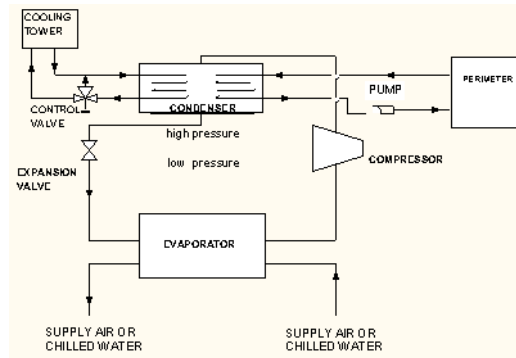 COOLING
TOWER
CONTROL
VALVE
CONDENSER
PUMP
PERIMETER
high pressure
low pressure
COMPRESSOR
EXPANSION
VALVE
EVAPORATOR
SUPPLY AIR OR
CHILLED WATER
SUPPLY AIR OR
CHILLED WATER